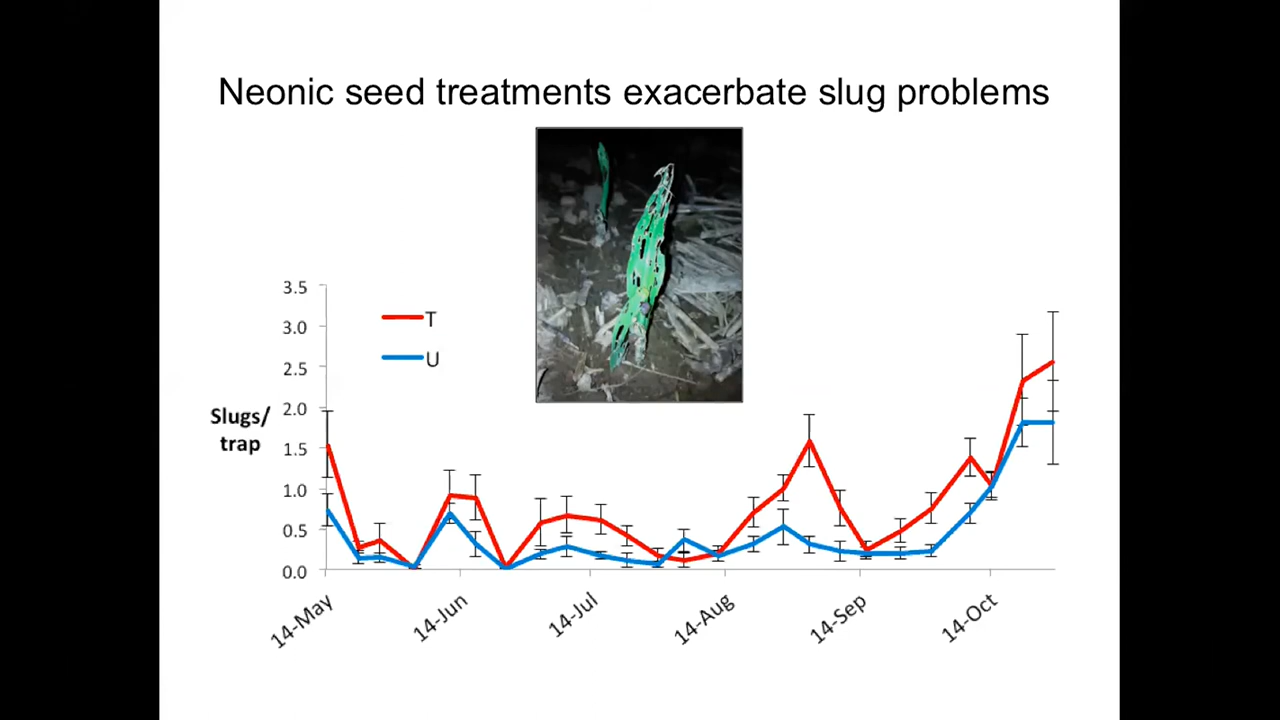 Neonic seed treatments exacerbate slug problems
3.5
3.0
2.5
2.0
1.5
1.0
0.5
0.0
Slugs/
trap
T
U
14-May
14-Jun
14-Jul
14-Aug
14-Sep
14-Oct